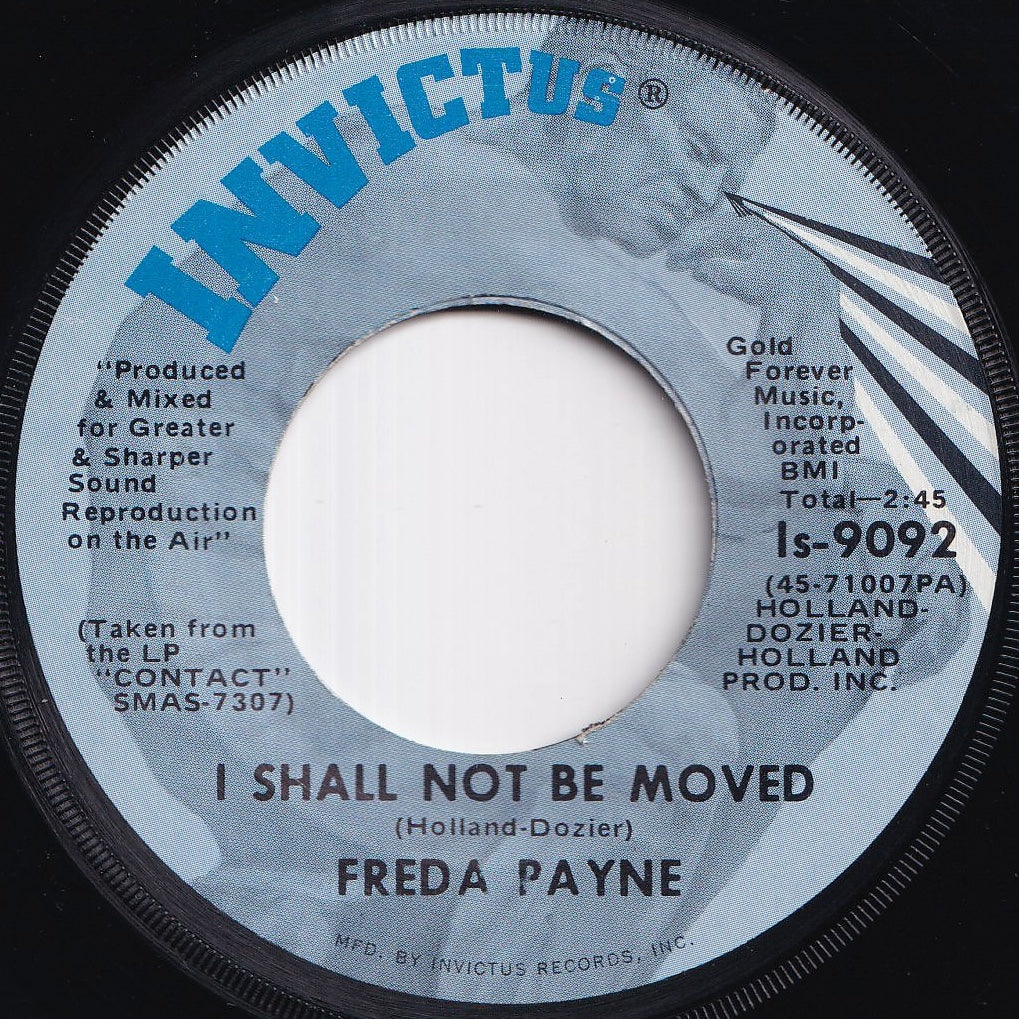 INVICTUS®
"Produced
& Mixed
for Greater
& Sharper
Sound
Reproduction
on the Air"
(Taken from
the LP
"CONTACT"
SMAS-7307)
Gold
Forever
Music,
Incorp-
orated
BMI
Total—2:45
Is-9092
(45-71007PA)
HOLLAND-
DOZIER-
HOLLAND
PROD. INC.
I SHALL NOT BE MOVED
(Holland-Dozier)
FREDA PAYNE
MFD. BY INVICTUS RECORDS, INC.